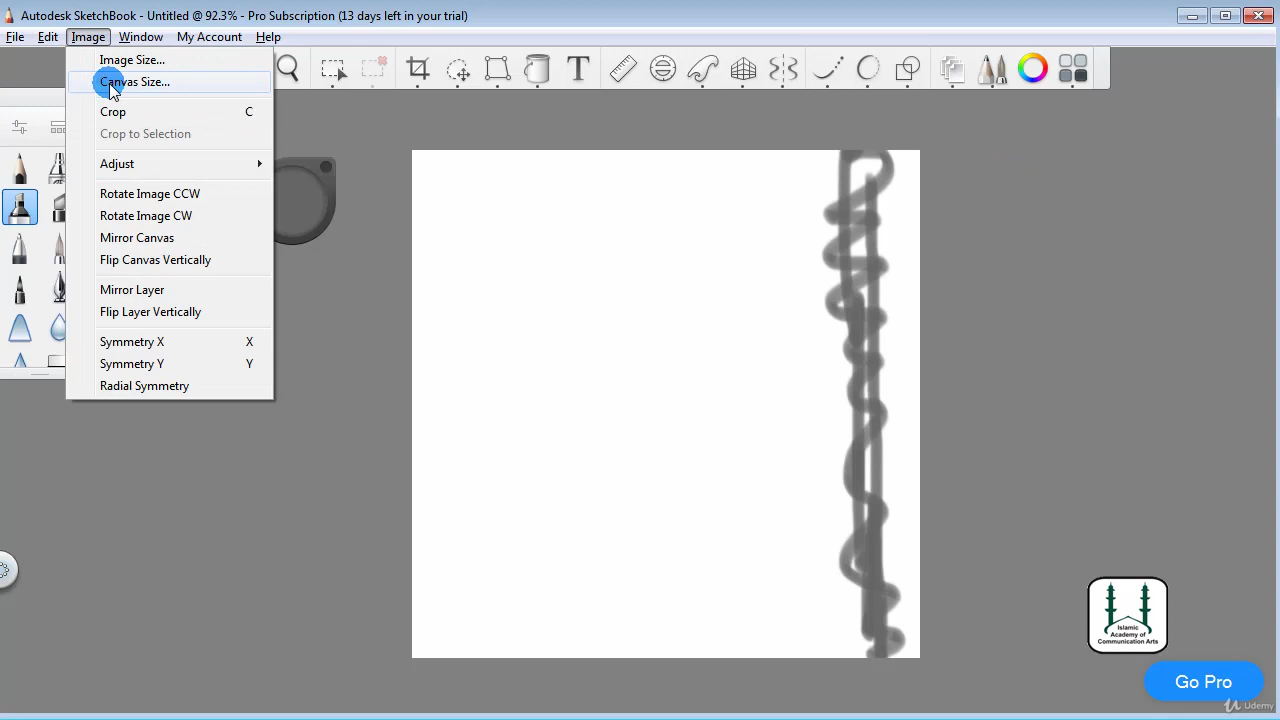 Autodesk SketchBook - Untitled @ 92.3% - Pro Subscription (13 days left in your trial)
File Edit Image Window My Account Help
Image Size...
Canvas Size...
Crop C
Crop to Selection
Adjust
Rotate Image CCW
Rotate Image CW
Mirror Canvas
Flip Canvas Vertically
Mirror Layer
Flip Layer Vertically
Symmetry X X
Symmetry Y Y
Radial Symmetry
T
Islamic
Academy of
Communication Arts
Go Pro
Udemy